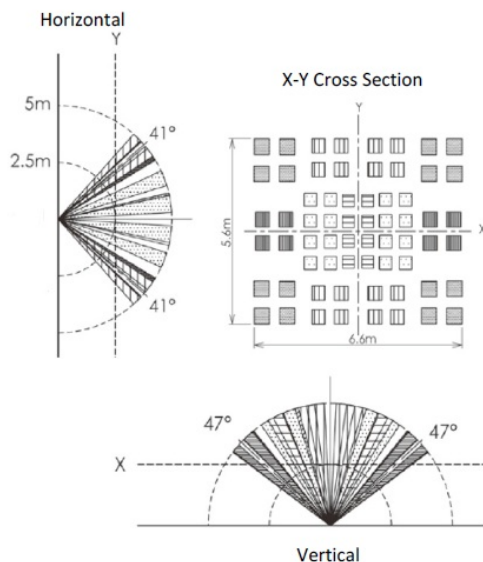 Horizontal
Y
5m
41°
2.5m
41°
X-Y Cross Section
Y
X
5.6m
6.6m
47°
47°
X
Vertical